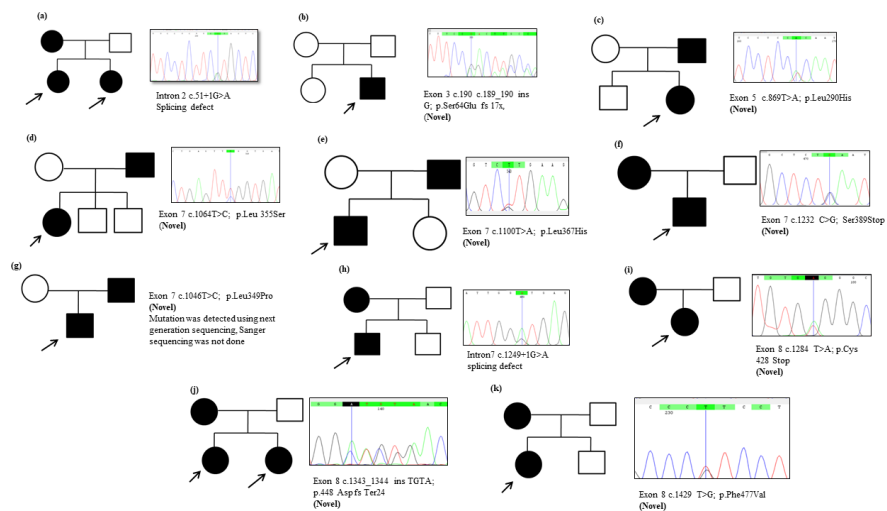 (a)
Intron 2 c.51+1G>A
Splicing defect
(b)
Exon 3 c.190 c.189_190 ins
G; p.Ser64Glu fs 17x,
(Novel)
(c)
Exon 5 c.869T>A; p.Leu290His
(d)
Exon 7 c.1064T>C; p.Leu 355Ser
(Novel)
(e)
Exon 7 c.1100T>A; p.Leu367His
(Novel)
(f)
Exon 7 c.1232 C>G; Ser389Stop
(Novel)
(g)
Exon 7 c.1046T>C; p.Leu349Pro
(Novel)
Mutation was detected using next
generation sequencing, Sanger
sequencing was not done
(h)
Intron7 c.1249+1G>A
splicing defect
(i)
Exon 8 c.1284 T>A; p.Cys
428 Stop
(Novel)
(j)
Exon 8 c.1343_1344 ins TGTA;
p.448 Asp fs Ter24
(Novel)
(k)
C C C T T C C T
230
Exon 8 c.1429 T>G; p.Phe477Val
(Novel)